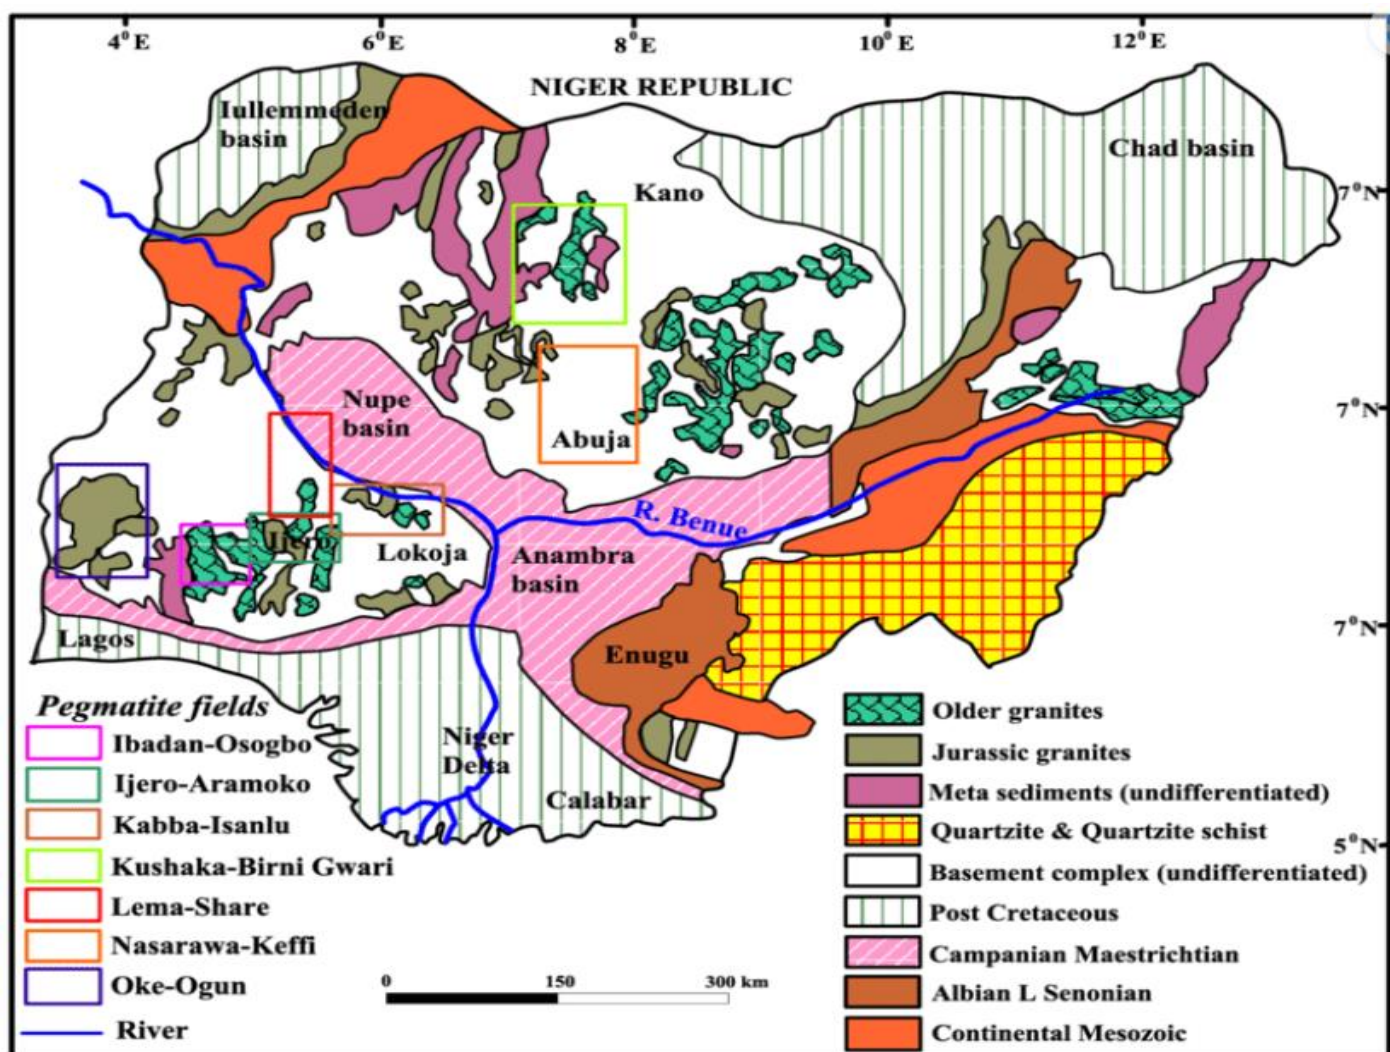 4°E 6°E 8°E 10°E 12°E
NIGER REPUBLIC
Iullemmeden
basin
Chad basin
Kano
7°N
Nupe
basin
7°N
Abuja
R. Benue
Ijero
Lokoja
Anambra
basin
Lagos
7°N
Enugu
Niger
Delta
Calabar
5°N
Pegmatite fields
Ibadan-Osogbo
Ijero-Aramoko
Kabba-Isanlu
Kushaka-Birni Gwari
Lema-Share
Nasarawa-Keffi
Oke-Ogun
River
0 150 300 km
Older granites
Jurassic granites
Meta sediments (undifferentiated)
Quartzite & Quartzite schist
Basement complex (undifferentiated)
Post Cretaceous
Campanian Maestrichtian
Albian L Senonian
Continental Mesozoic